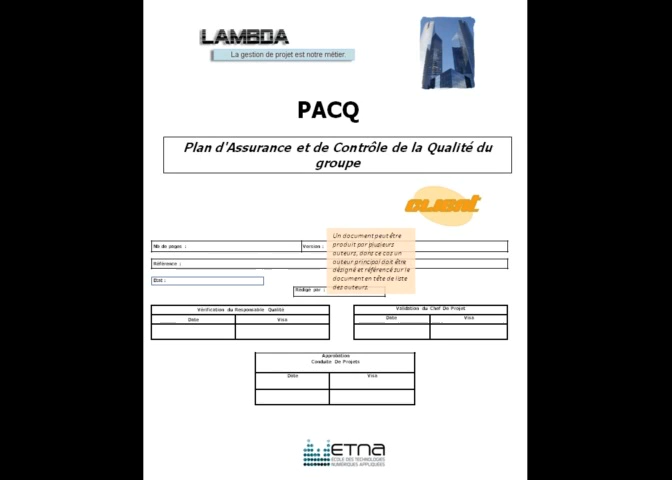 LAMBDA
La gestion de projet est notre métier.
PACQ
Plan d'Assurance et de Contrôle de la Qualité du
groupe
CLIENT
Un document peut être
produit par plusieurs
auteurs, dans ce cas un
auteur principal doit être
désigné et référencé sur le
document en tête de liste
des auteurs.
Nb de pages :
Version :
Référence :
Etat :
Rédigé par :
Vérification du Responsable Qualité
Date Visa
Validation du Chef De Projet
Date Visa
Approbation
Conduite De Projets
Date Visa
ETNA
ECOLE DES TECHNOLOGIES
NUMERIQUES APPLIQUEES